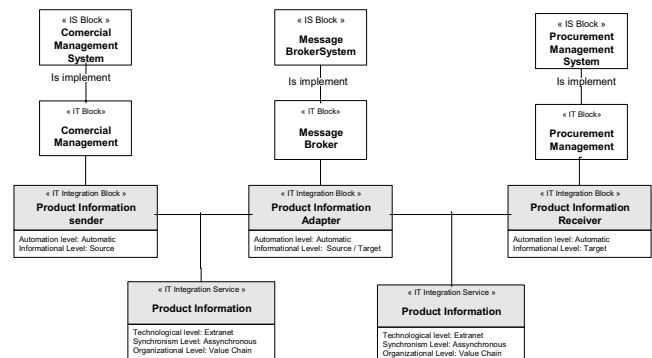 « IS Block »
Comercial
Management
System
« IS Block »
Message
BrokerSystem
« IS Block »
Procurement
Management
System
Is implement
Is implement
Is implement
« IT Block»
Comercial
Management
« IT Block»
Message
Broker
« IT Block»
Procurement
Management
« IT Integration Block »
Product Information
sender
Automation level: Automatic
Informational Level: Source
« IT Integration Block »
Product Information
Adapter
Automation level: Automatic
Informational Level: Source / Target
« IT Integration Block »
Product Information
Receiver
Automation level: Automatic
Informational Level: Target
« IT Integration Service »
Product Information
Technological level: Extranet
Synchronism Level: Assynchronous
Organizational Level: Value Chain
« IT Integration Service »
Product Information
Technological level: Extranet
Synchronism Level: Assynchronous
Organizational Level: Value Chain